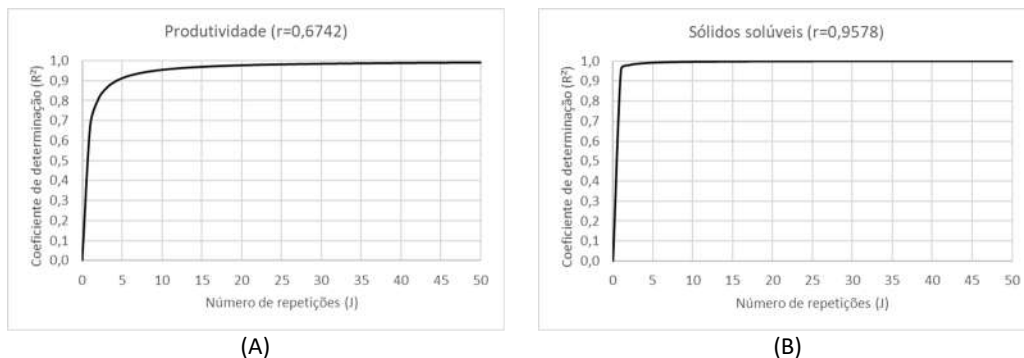 Produtividade (r=0,6742)
Coeficiente de determinação (R²)
1,0
0,9
0,8
0,7
0,6
0,5
0,4
0,3
0,2
0,1
0,0
0 5 10 15 20 25 30 35 40 45 50
Número de repetições (J)
(A)
Sólidos solúveis (r=0,9578)
Coeficiente de determinação (R²)
1,0
0,9
0,8
0,7
0,6
0,5
0,4
0,3
0,2
0,1
0,0
0 5 10 15 20 25 30 35 40 45 50
Número de repetições (J)
(B)